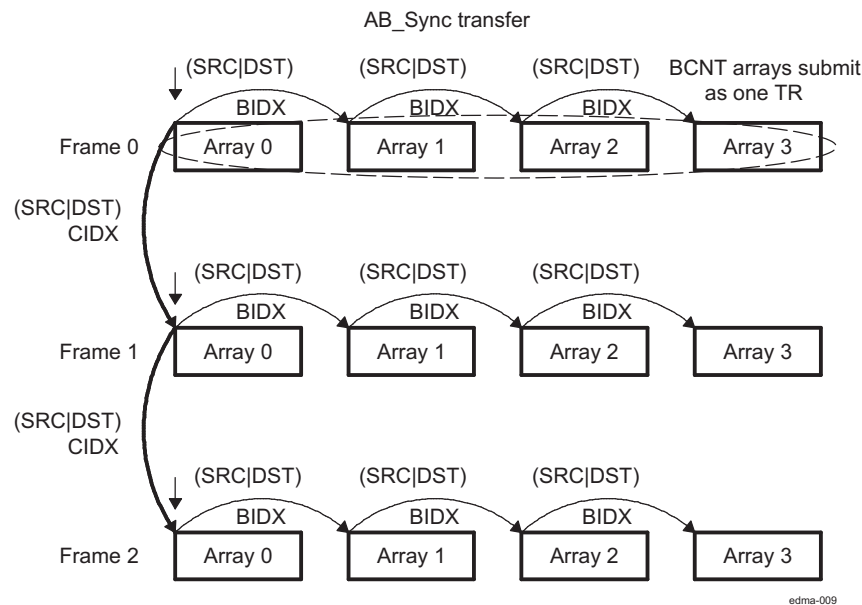 AB_Sync transfer
(SRC|DST) (SRC|DST) (SRC|DST) BCNT arrays submit
as one TR
BIDX BIDX BIDX
Frame 0 Array 0 Array 1 Array 2 Array 3
(SRC|DST)
CIDX
(SRC|DST) (SRC|DST) (SRC|DST)
BIDX BIDX BIDX
Frame 1 Array 0 Array 1 Array 2 Array 3
(SRC|DST)
CIDX
(SRC|DST) (SRC|DST) (SRC|DST)
BIDX BIDX BIDX
Frame 2 Array 0 Array 1 Array 2 Array 3
edma-009